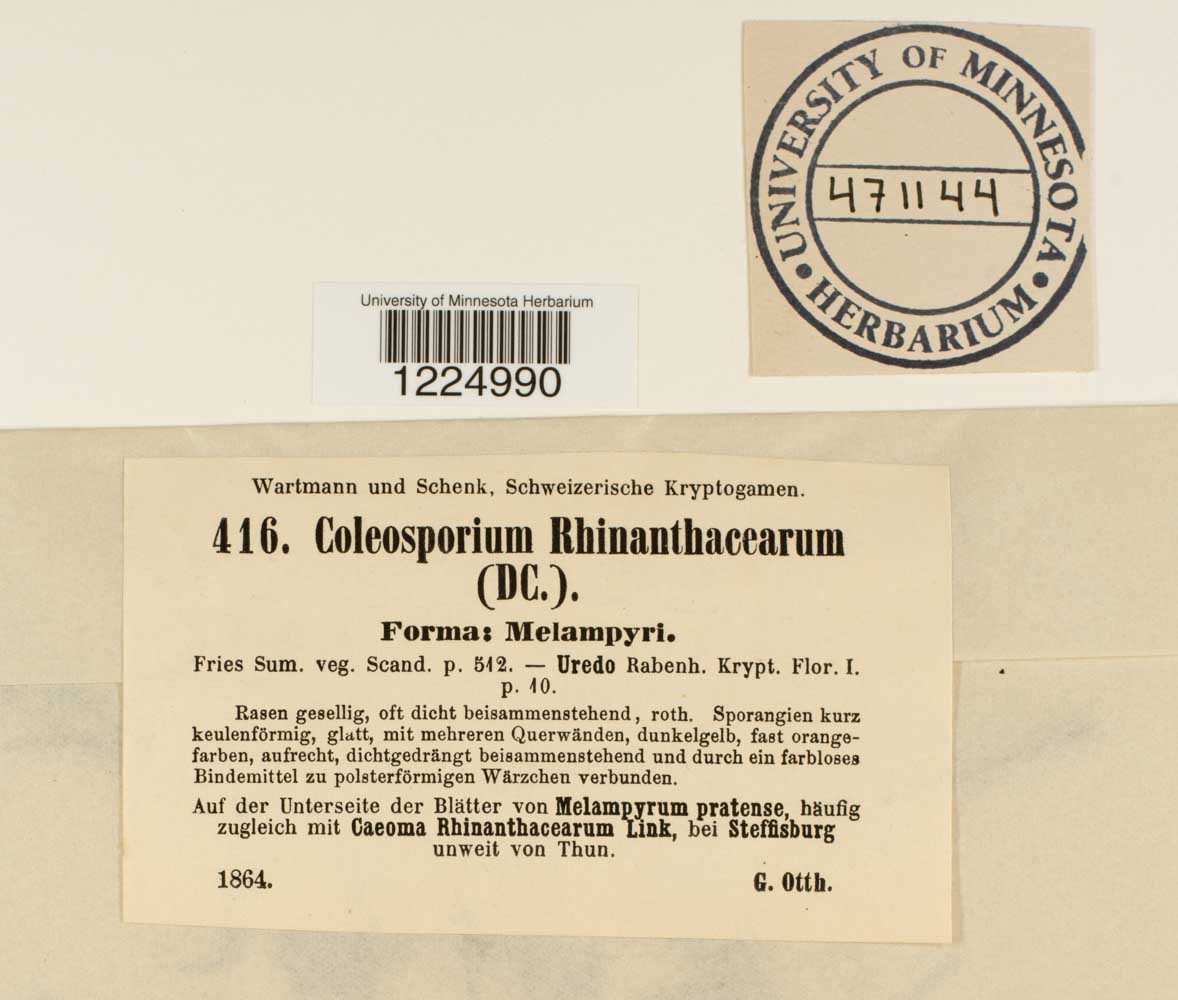 UNIVERSITY OF MINNESOTA
471144
• HERBARIUM •
University of Minnesota Herbarium
1224990
Wartmann und Schenk, Schweizerische Kryptogamen.
416. Coleosporium Rhinanthacearum
(DC.).
Forma: Melampyri.
Fries Sum. veg. Scand. p. 512. — Uredo Rabenh. Krypt. Flor. I.
p. 10.
Rasen gesellig, oft dicht beisammenstehend, roth. Sporangien kurz
keulenförmig, glatt, mit mehreren Querwänden, dunkelgelb, fast orange-
farben, aufrecht, dichtgedrängt beisammenstehend und durch ein farbloses
Bindemittel zu polsterförmigen Wärzchen verbunden.
Auf der Unterseite der Blätter von Melampyrum pratense, häufig
zugleich mit Caeoma Rhinanthacearum Link, bei Steffisburg
unweit von Thun.
1864. G. Otth.